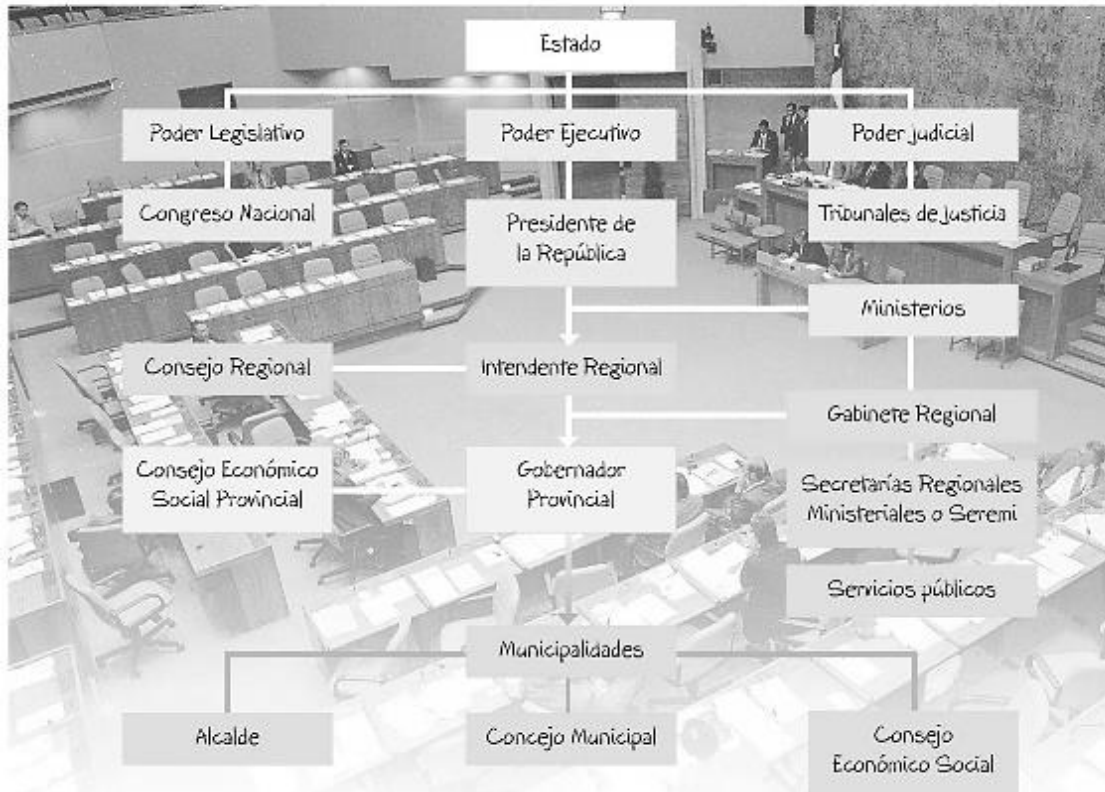 Estado
Poder Legislativo
Poder Ejecutivo
Poder Judicial
Congreso Nacional
Presidente de
la República
Tribunales de Justicia
Ministerios
Consejo Regional
Intendente Regional
Gabinete Regional
Consejo Económico
Social Provincial
Gobernador
Provincial
Secretarías Regionales
Ministeriales o Seremi
Servicios públicos
Municipalidades
Alcalde
Concejo Municipal
Consejo
Económico Social